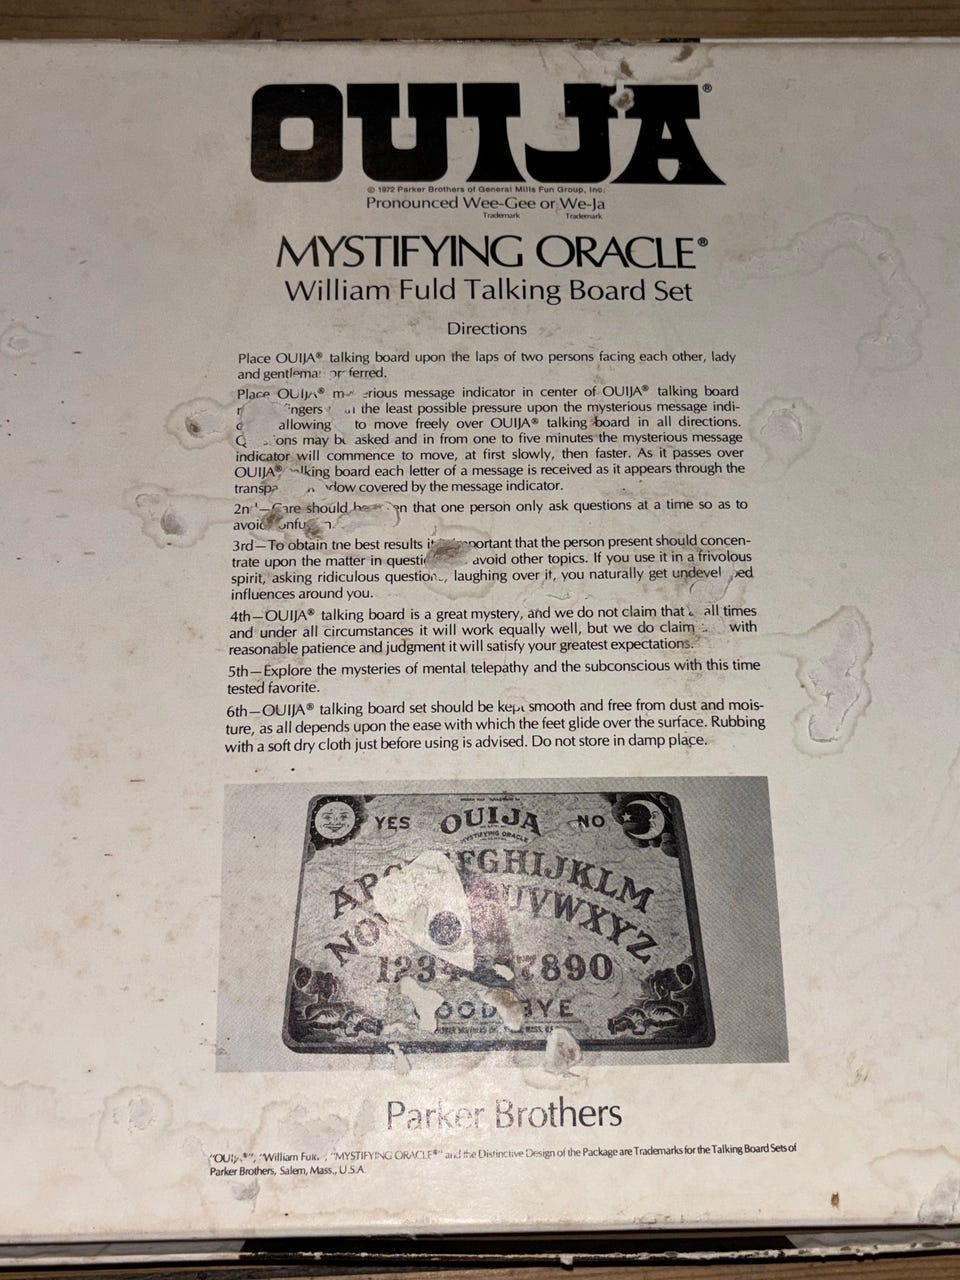 OUIJA®
© 1972 Parker Brothers of General Mills Fun Group, Inc.
Pronounced Wee-Gee or We-Ja
Trademark Trademark
MYSTIFYING ORACLE®
William Fuld Talking Board Set
Directions
Place OUIJA® talking board upon the laps of two persons facing each other, lady
and
Place OUIJA® message indicator in center of OUIJA® talking board
the least possible pressure upon the mysterious message indi-
allowing to move freely over OUIJA® talking board in all directions.
may be asked and in from one to five minutes the mysterious message
indicator will commence to move, at first slowly, then faster. As it passes over
OUIJA® board each letter of a message is received as it appears through the
covered by the message indicator.
should that one person only ask questions at a time so as to
3rd—To obtain the best results that the person present should concen-
trate upon the matter in avoid other topics. If you use it in a frivolous
spirit, asking ridiculous laughing over it, you naturally get
influences around you.
4th—OUIJA® talking board is a great mystery, and we do not claim that all times
and under all circumstances it will work equally well, but we do claim with
reasonable patience and judgment it will satisfy your greatest expectations.
5th—Explore the mysteries of mental telepathy and the subconscious with this time
tested favorite.
6th—OUIJA® talking board set should be kept smooth and free from dust and mois-
ture, as all depends upon the ease with which the feet glide over the surface. Rubbing
with a soft dry cloth just before using is advised. Do not store in damp place.
YES OUIJA NO
MYSTIFYING ORACLE
FGHIJKLM
UVWXYZ
123 7890
Parker Brothers
"William "MYSTIFYING ORACLE®" and the Distinctive Design of the Package are Trademarks for the Talking Board Sets of
Parker Brothers, Salem, Mass., U.S.A.